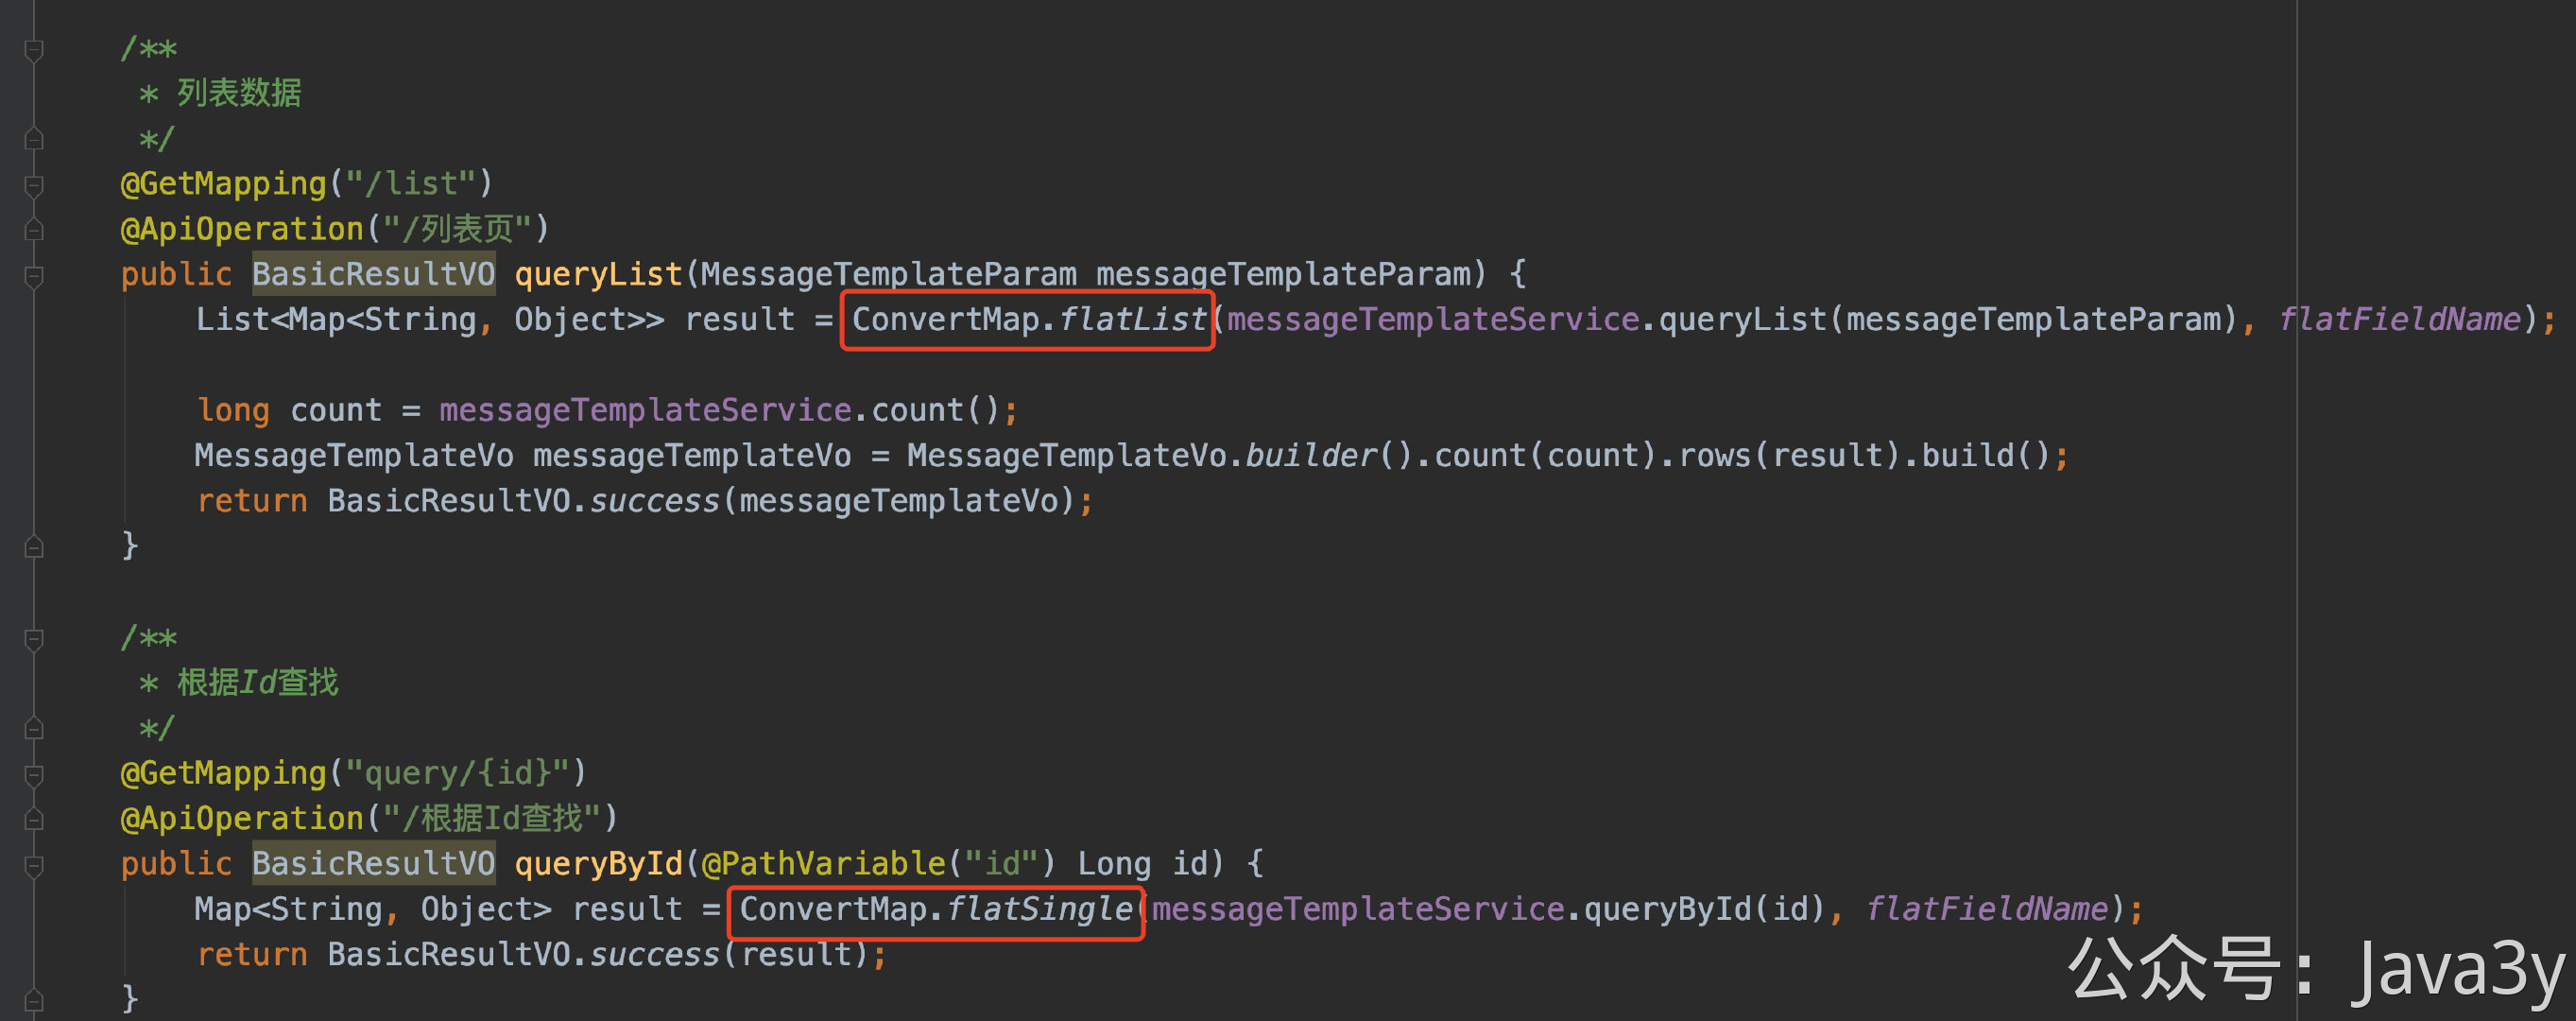 /**
 * 列表数据
 */
@GetMapping("/list")
@ApiOperation("/列表页")
public BasicResultVO queryList(MessageTemplateParam messageTemplateParam) {
    List<Map<String, Object>> result = ConvertMap.flatList(messageTemplateService.queryList(messageTemplateParam), flatFieldName);
    long count = messageTemplateService.count();
    MessageTemplateVo messageTemplateVo = MessageTemplateVo.builder().count(count).rows(result).build();
    return BasicResultVO.success(messageTemplateVo);
}
/**
 * 根据Id查找
 */
@GetMapping("query/{id}")
@ApiOperation("/根据Id查找")
public BasicResultVO queryById(@PathVariable("id") Long id) {
    Map<String, Object> result = ConvertMap.flatSingle(messageTemplateService.queryById(id), flatFieldName);
    return BasicResultVO.success(result);
}
公众号：Java3y